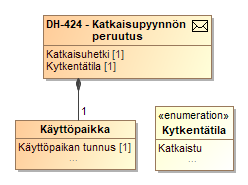 DH-424 - Katkaisupyynnön
peruutus
Katkaisuhetki [1]
Kytkentätila [1]
1
Käyttöpaikka
Käyttöpaikan tunnus [1]
...
«enumeration»
Kytkentätila
Katkaistu
...